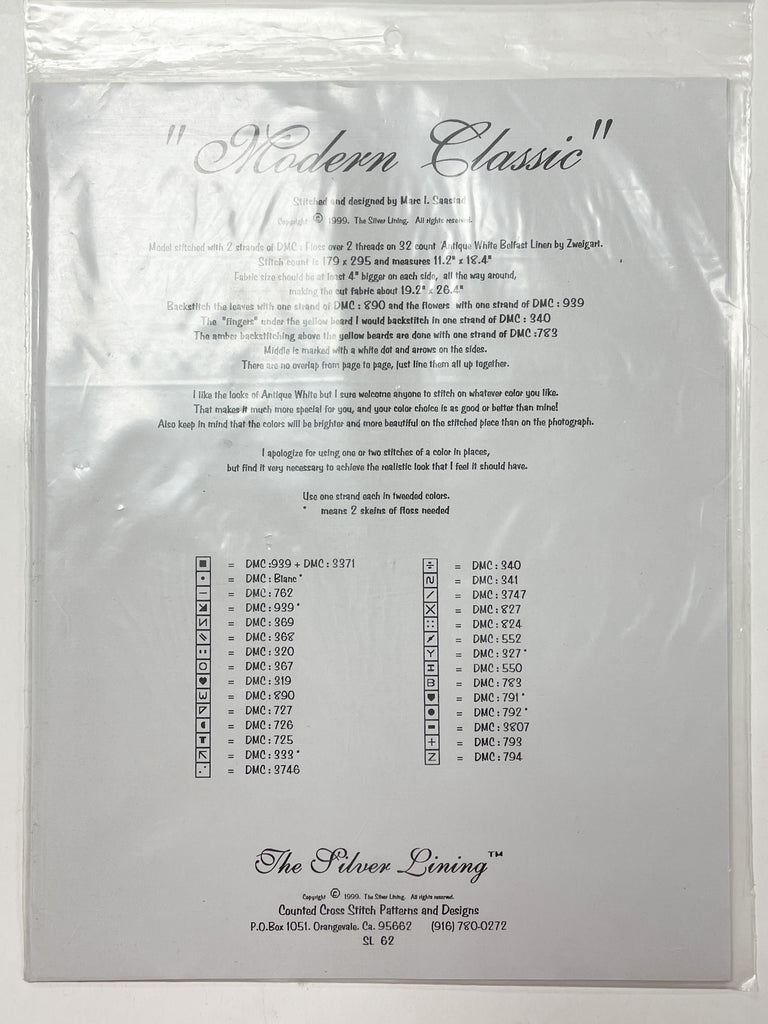 "Modern Classic"
Stitched and designed by Marc I. Saastad
Copyright © 1999. The Silver Lining. All rights reserved.
Model stitched with 2 strands of DMC : Floss over 2 threads on 32 count Antique White Belfast Linen by Zweigart.
Stitch count is 179 x 295 and measures 11.2" x 18.4"
Fabric size should be at least 4" bigger on each side, all the way around,
making the cut fabric about 19.2" x 26.4"
Backstitch the leaves with one strand of DMC : 890 and the flowers with one strand of DMC : 939
The "fingers" under the yellow beard I would backstitch in one strand of DMC : 340
The amber backstitching above the yellow beards are done with one strand of DMC :783
Middle is marked with a white dot and arrows on the sides.
There are no overlap from page to page, just line them all up together.
I like the looks of Antique White but I sure welcome anyone to stitch on whatever color you like.
That makes it much more special for you, and your color choice is as good or better than mine!
Also keep in mind that the colors will be brighter and more beautiful on the stitched piece than on the photograph.
I apologize for using one or two stitches of a color in places,
but find it very necessary to achieve the realistic look that I feel it should have.
Use one strand each in tweeded colors.
* means 2 skeins of floss needed
= DMC :939 + DMC : 3371
= DMC : Blanc *
= DMC : 762
= DMC : 939 *
= DMC : 369
= DMC : 368
= DMC : 320
= DMC : 367
= DMC : 319
= DMC : 890
= DMC : 727
= DMC : 726
= DMC : 725
= DMC : 333 *
= DMC : 3746
÷ = DMC : 340
N = DMC : 341
/ = DMC : 3747
X = DMC : 827
:: = DMC : 824
= DMC : 552
Y = DMC : 327 *
I = DMC : 550
B = DMC : 783
♥ = DMC : 791 *
● = DMC : 792 *
- = DMC : 3807
+ = DMC : 793
Z = DMC : 794
The Silver Lining™
Copyright © 1999. The Silver Lining. All rights reserved.
Counted Cross Stitch Patterns and Designs
P.O.Box 1051. Orangevale. Ca. 95662 (916) 780-0272
SL 62